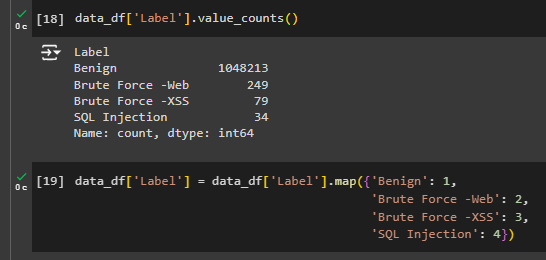 [18] data_df['Label'].value_counts()
0 с
Label
Benign 1048213
Brute Force -Web 249
Brute Force -XSS 79
SQL Injection 34
Name: count, dtype: int64
[19] data_df['Label'] = data_df['Label'].map({'Benign': 1,
0 с
'Brute Force -Web': 2,
'Brute Force -XSS': 3,
'SQL Injection': 4})